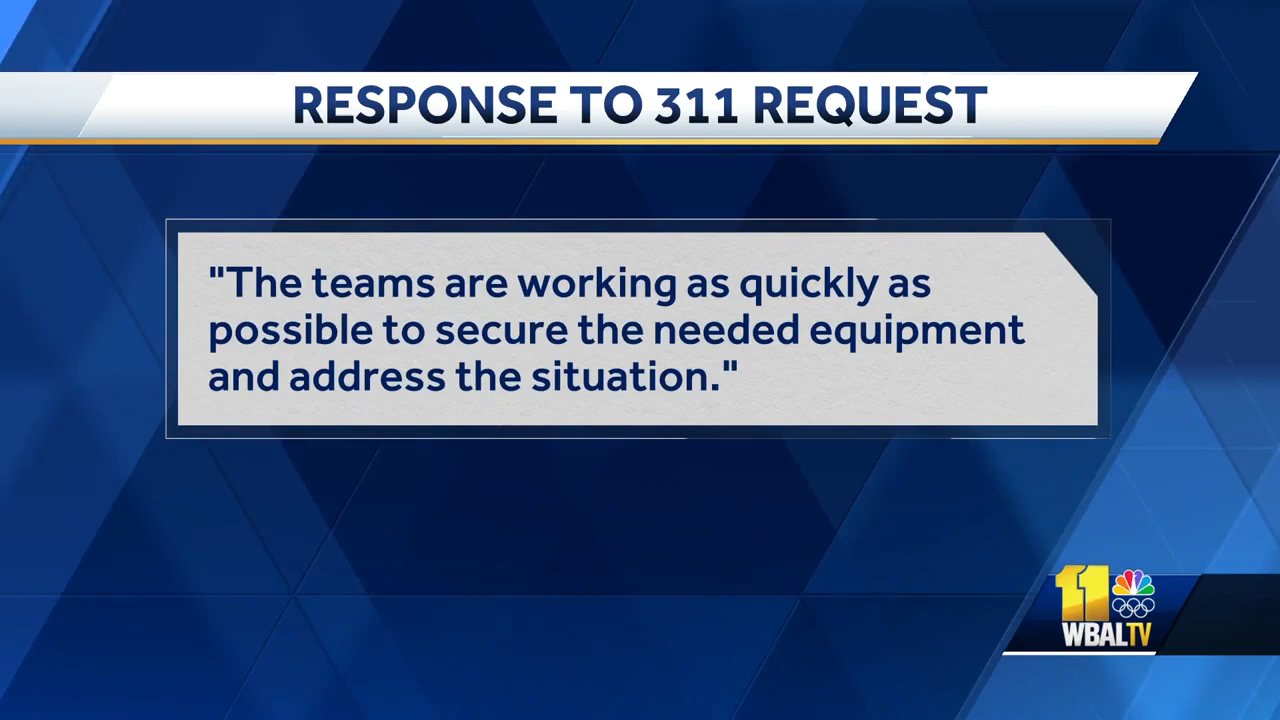 RESPONSE TO 311 REQUEST
"The teams are working as quickly as
possible to secure the needed equipment
and address the situation."
11
WBALTV